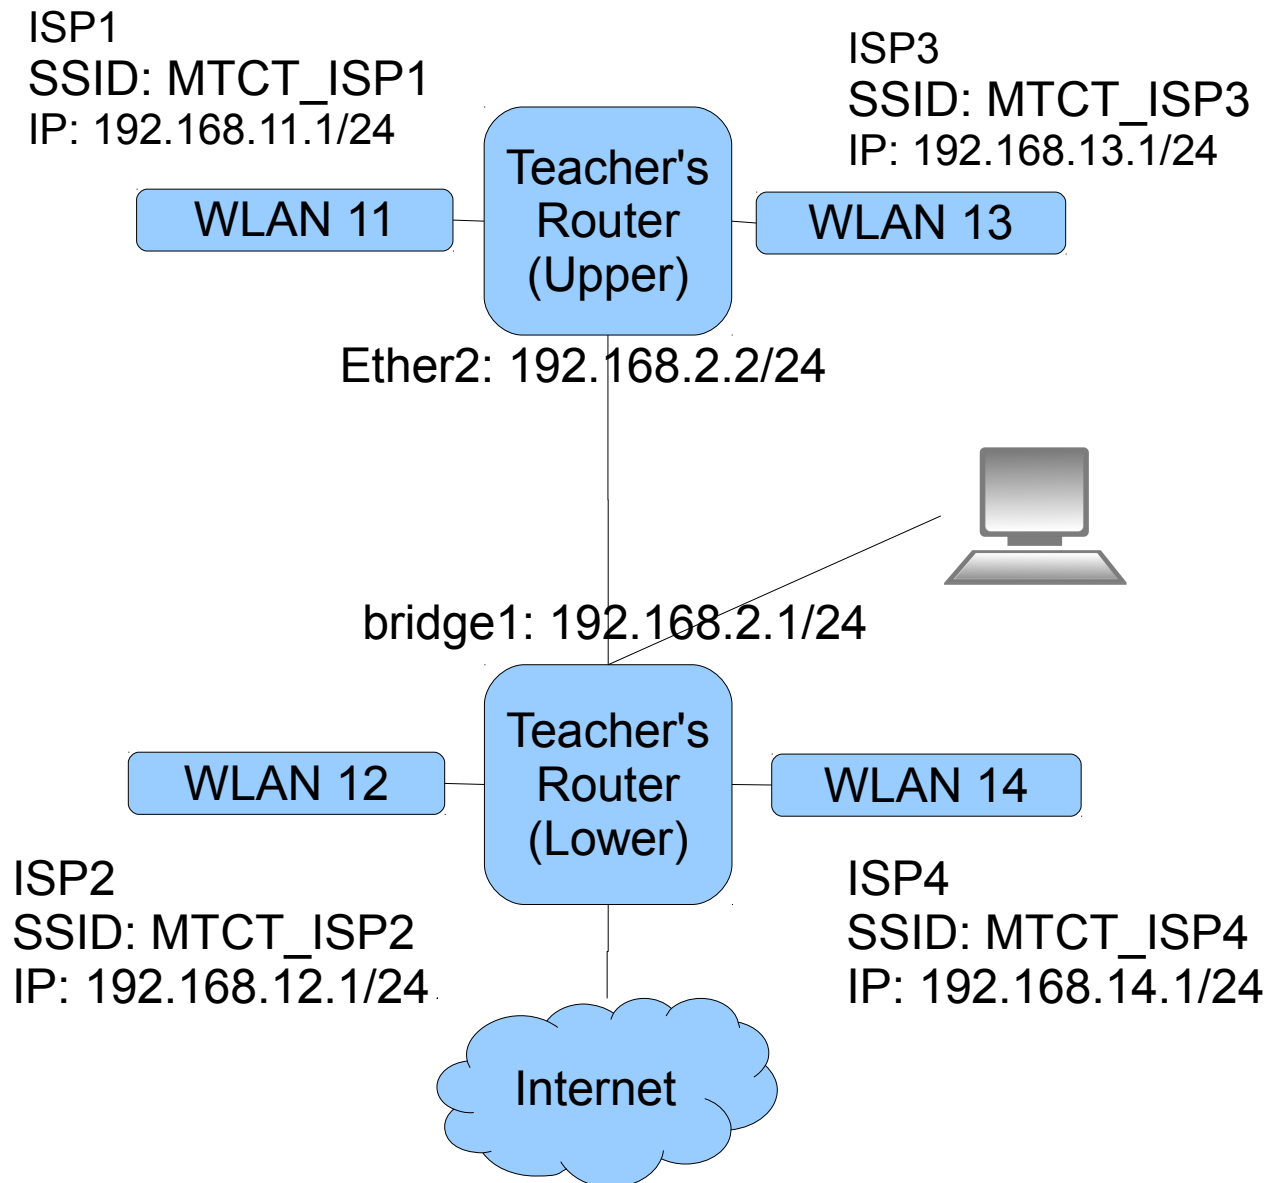 ISP1
SSID: MTCT_ISP1
IP: 192.168.11.1/24
ISP3
SSID: MTCT_ISP3
IP: 192.168.13.1/24
WLAN 11
Teacher's
Router
(Upper)
WLAN 13
Ether2: 192.168.2.2/24
bridge1: 192.168.2.1/24
WLAN 12
Teacher's
Router
(Lower)
WLAN 14
ISP2
SSID: MTCT_ISP2
IP: 192.168.12.1/24
ISP4
SSID: MTCT_ISP4
IP: 192.168.14.1/24
Internet